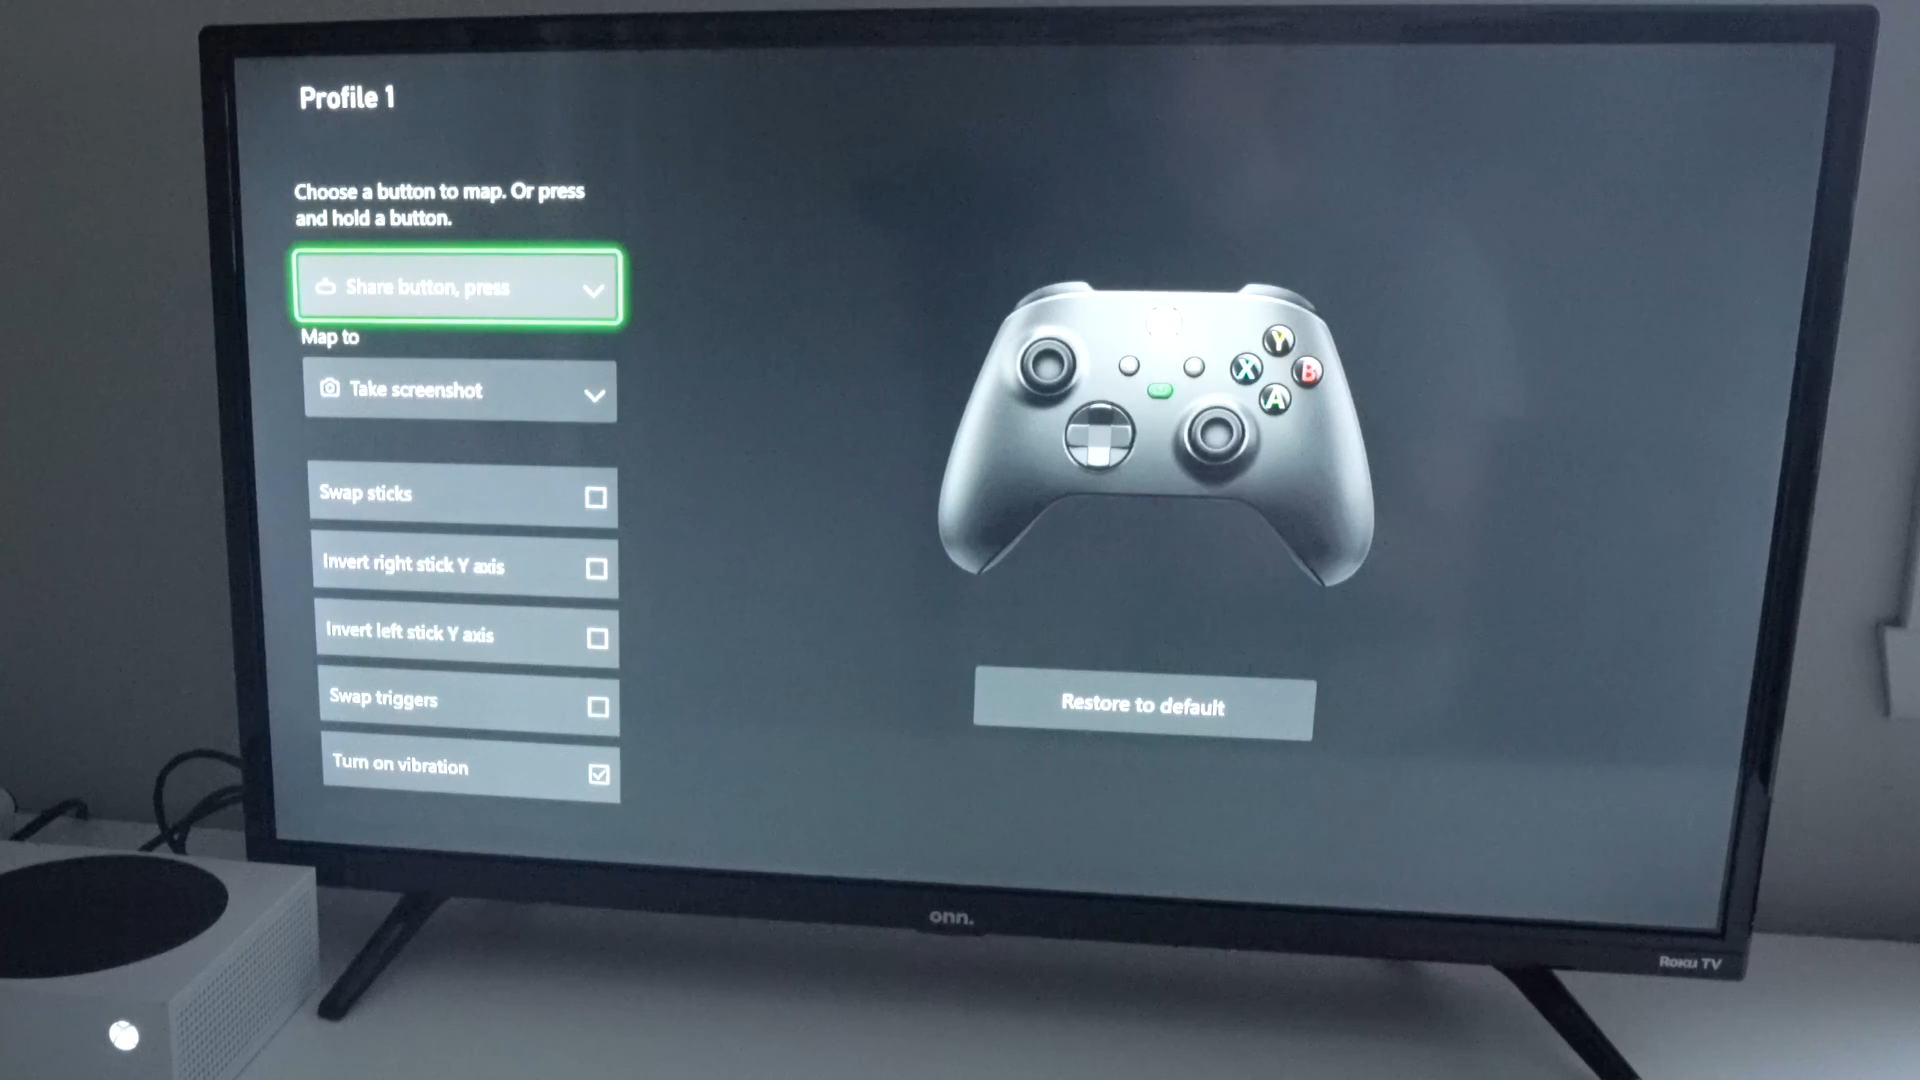 Profile 1
Choose a button to map. Or press
and hold a button.
Share button, press
Map to
Take screenshot
Swap sticks
Invert right stick Y axis
Invert left stick Y axis
Swap triggers
Turn on vibration
Y
X
B
A
Restore to default
onn.
Roku TV